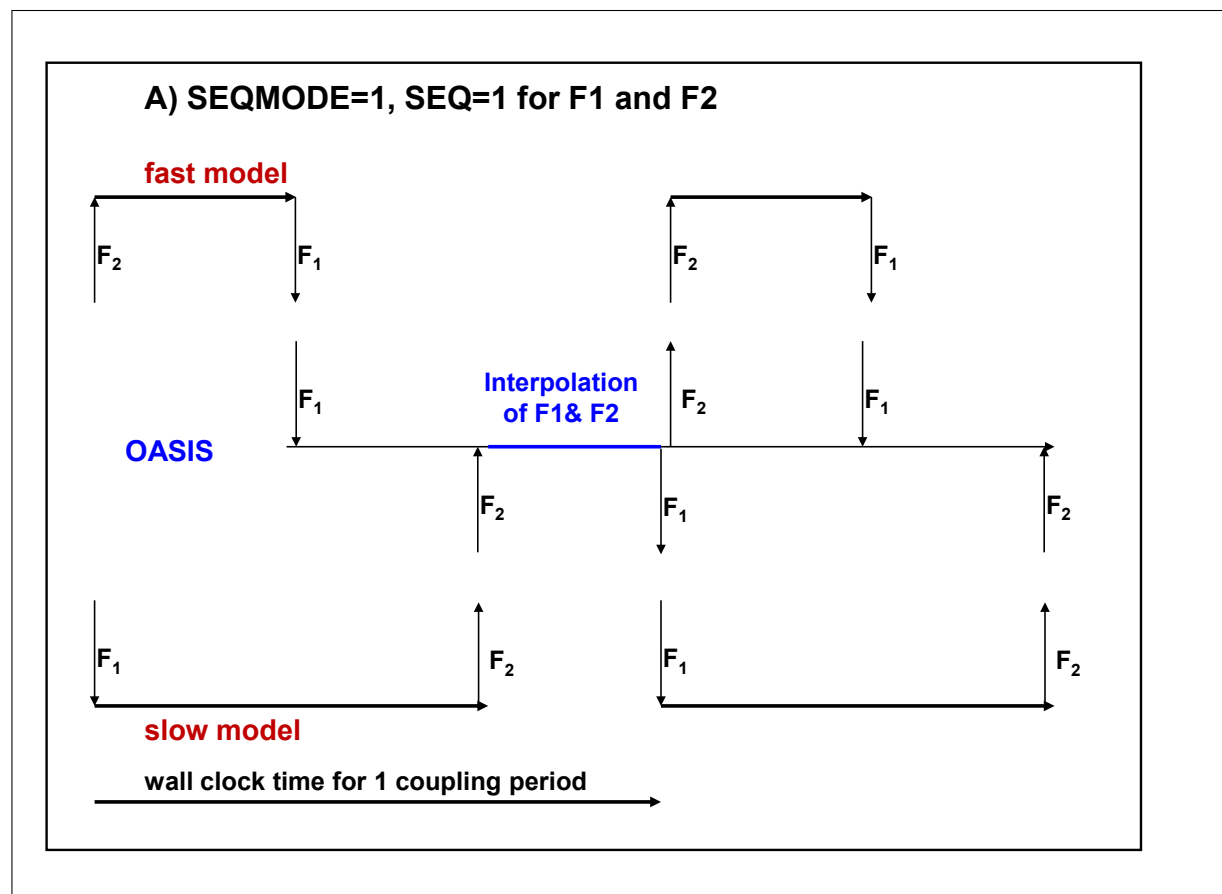 A) SEQMODE=1, SEQ=1 for F1 and F2
fast model
F₂
F₁
F₂
F₁
F₁
Interpolation
of F1& F2
F₂
F₁
OASIS
F₂
F₁
F₂
F₁
F₂
F₁
F₂
slow model
wall clock time for 1 coupling period